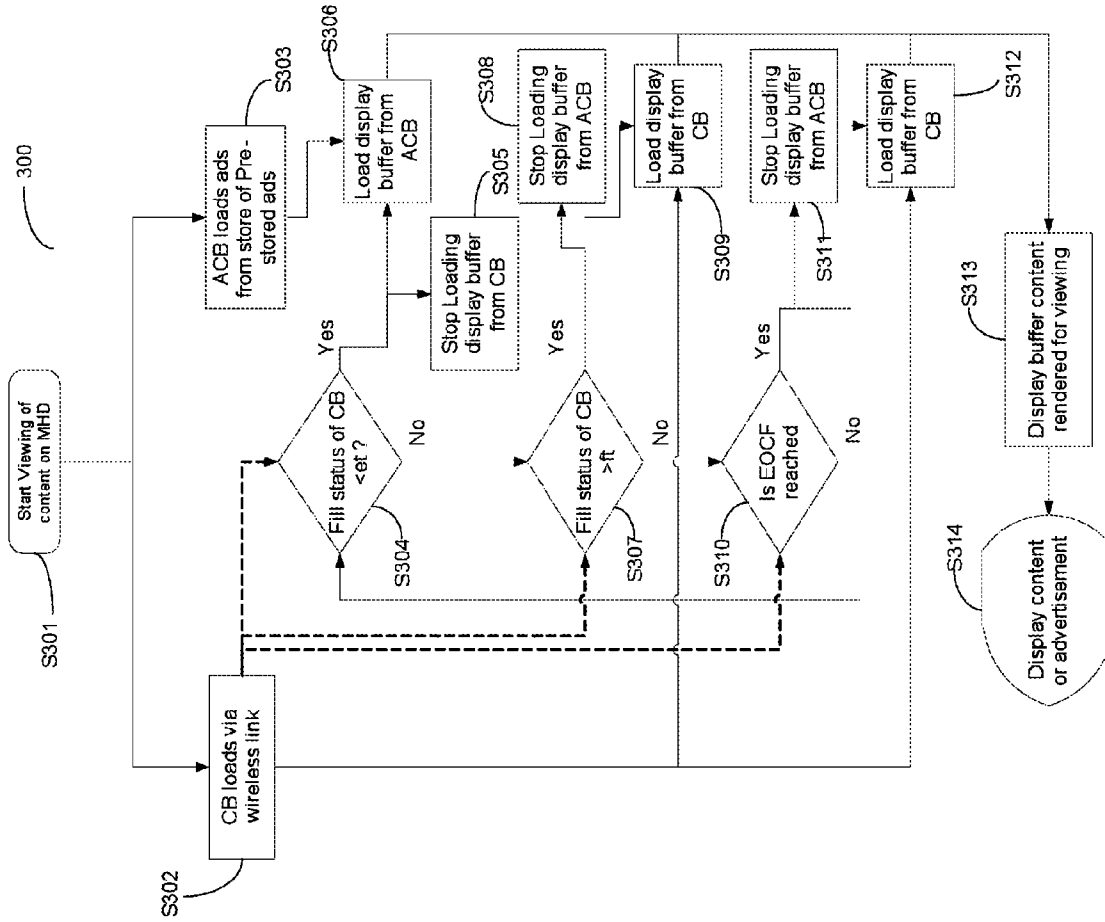 300
Start Viewing of
content on MHD
S301
CB loads via
wireless link
S302
ACB loads ads
from store of Pre-
stored ads
S303
Fill status of CB
<et ?
S304
Yes
No
Stop Loading
display buffer
from CB
S305
Load display
buffer from
ACB
S306
Fill status of CB
>ft
S307
Yes
No
Stop Loading
display buffer
from ACB
S308
Load display
buffer from
CB
S309
Is EOCF
reached
S310
Yes
No
Stop Loading
display buffer
from ACB
S311
Load display
buffer from
CB
S312
Display buffer content
rendered for viewing
S313
Display content
or advertisement
S314